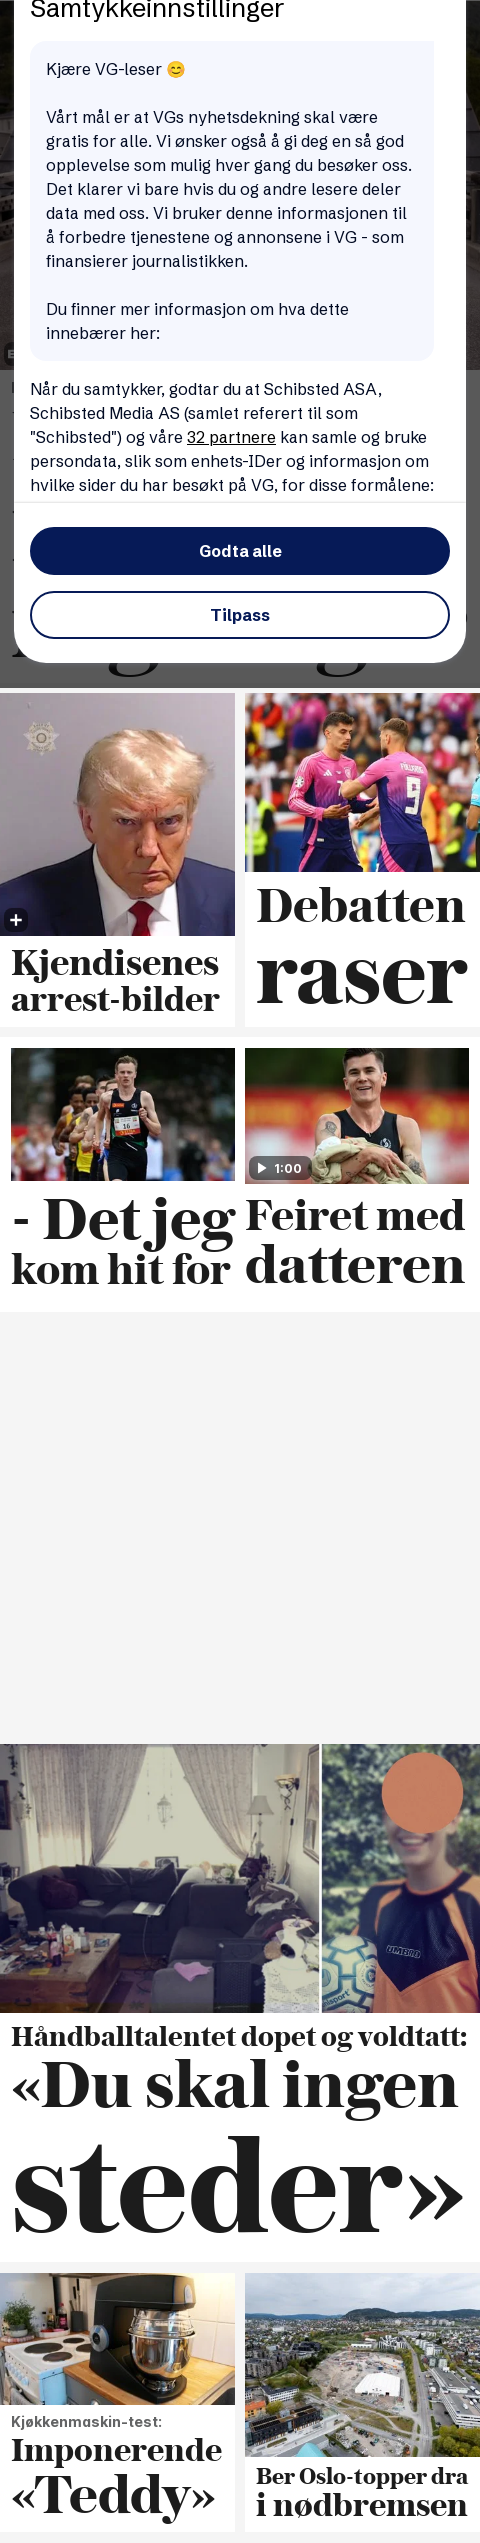 Samtykkeinnstillinger
Kjære VG-leser 😊
Vårt mål er at VGs nyhetsdekning skal være
gratis for alle. Vi ønsker også å gi deg en så god
opplevelse som mulig hver gang du besøker oss.
Det klarer vi bare hvis du og andre lesere deler
data med oss. Vi bruker denne informasjonen til
å forbedre tjenestene og annonsene i VG - som
finansierer journalistikken.
Du finner mer informasjon om hva dette
innebærer her:
Når du samtykker, godtar du at Schibsted ASA,
Schibsted Media AS (samlet referert til som
"Schibsted") og våre 32 partnere kan samle og bruke
persondata, slik som enhets-IDer og informasjon om
hvilke sider du har besøkt på VG, for disse formålene:
Godta alle
Tilpass
9
Kjendisenes
arrest-bilder
Debatten
raser
16
1:00
- Det jeg
kom hit for
Feiret med
datteren
UMBRO
Håndballtalentet dopet og voldtatt:
«Du skal ingen
steder»
Kjøkkenmaskin-test:
Imponerende
«Teddy»
Ber Oslo-topper dra
i nødbremsen